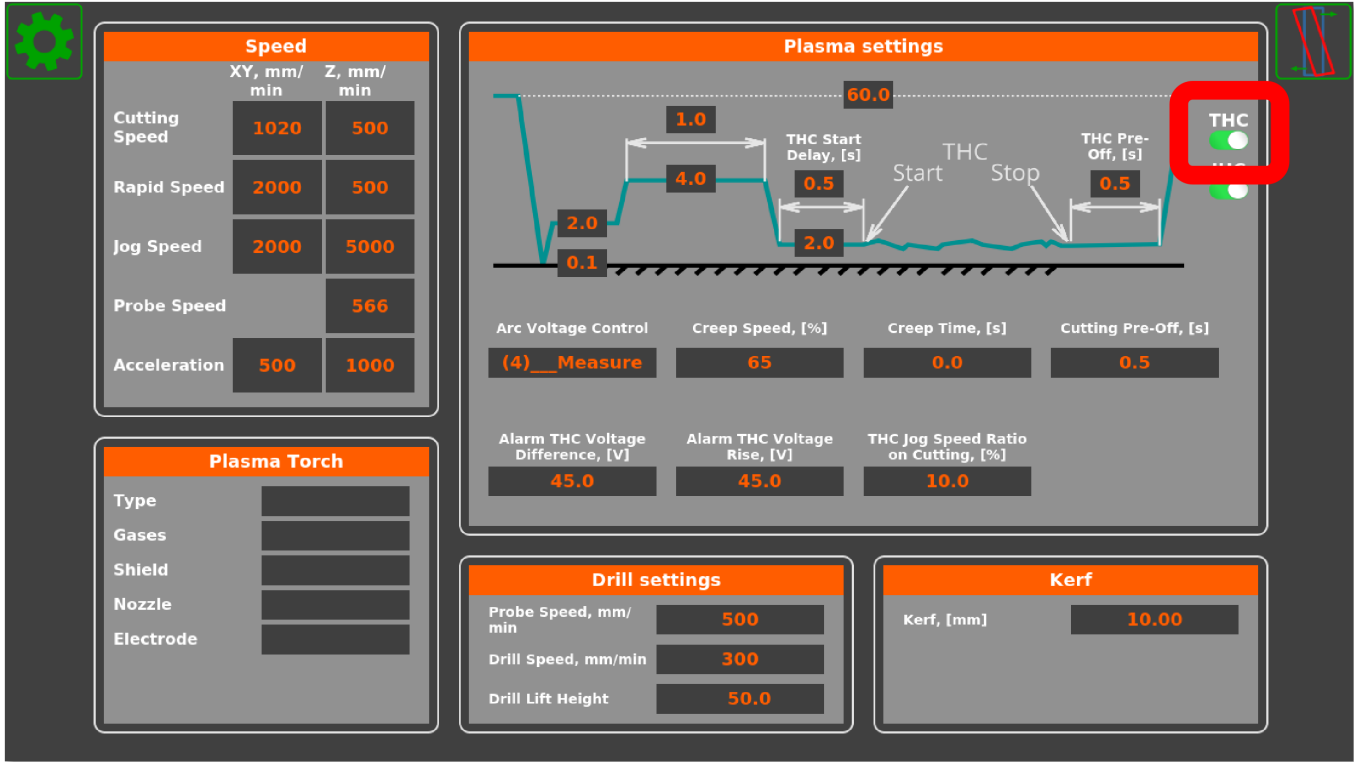 Speed
XY, mm/
min
Z, mm/
min
Cutting
Speed
1020
500
Rapid Speed
2000
500
Jog Speed
2000
5000
Probe Speed
566
Acceleration
500
1000
Plasma Torch
Type
Gases
Shield
Nozzle
Electrode
Plasma settings
60.0
1.0
4.0
2.0
0.1
THC Start
Delay, [s]
0.5
2.0
THC
Start
Stop
THC Pre-
Off, [s]
0.5
THC
Arc Voltage Control
(4)___Measure
Creep Speed, [%]
65
Creep Time, [s]
0.0
Cutting Pre-Off, [s]
0.5
Alarm THC Voltage
Difference, [V]
45.0
Alarm THC Voltage
Rise, [V]
45.0
THC Jog Speed Ratio
on Cutting, [%]
10.0
Drill settings
Probe Speed, mm/
min
500
Drill Speed, mm/min
300
Drill Lift Height
50.0
Kerf
Kerf, [mm]
10.00